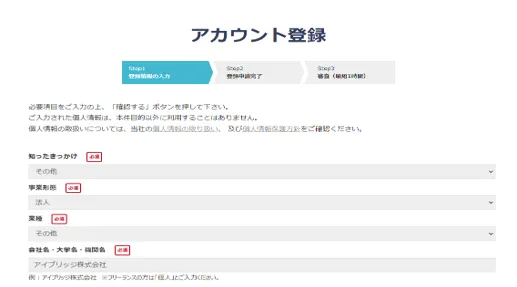 アカウント登録
Step1
登録情報の入力
Step2
登録申請完了
Step3
審査（最短1時間）
必要項目をご入力の上、「確認する」ボタンを押して下さい。
ご入力された個人情報は、本件目的以外に利用することはありません。
個人情報の取扱いについては、当社の個人情報の取り扱い、 及び個人情報保護方針をご確認ください。
知ったきっかけ 必須
その他
事業形態 必須
法人
業種 必須
その他
会社名・大学名・機関名 必須
アイブリッジ株式会社
例：アイブリッジ株式会社 ※フリーランスの方は「個人」とご入力ください。